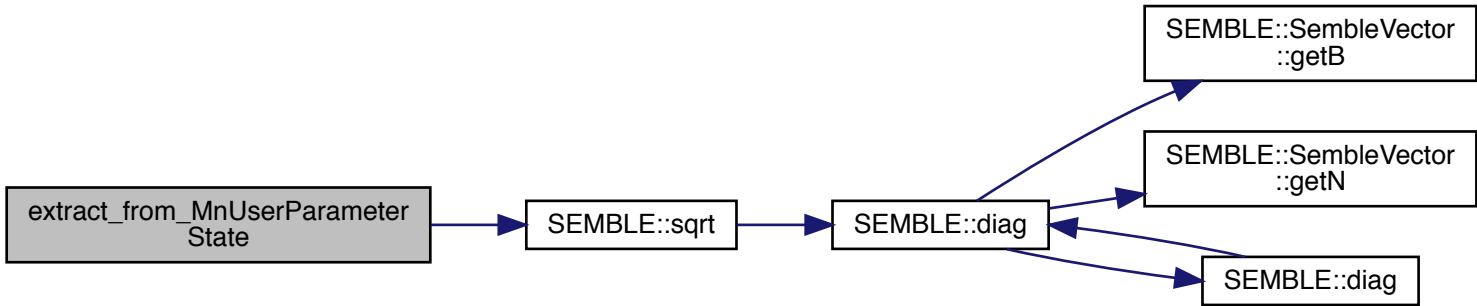 extract_from_MnUserParameter
State
SEMBLE::sqrt
SEMBLE::diag
SEMBLE::SembleVector
::getB
SEMBLE::SembleVector
::getN
SEMBLE::diag